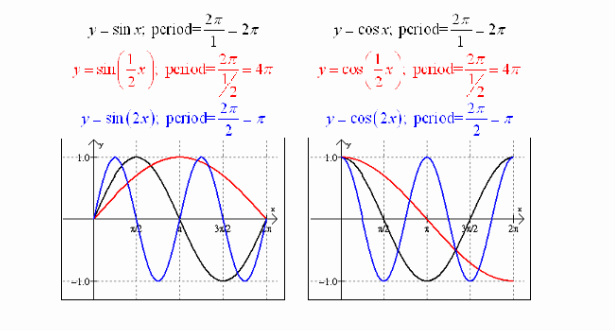 y = sin x; period= 2π/1 = 2π
y = sin(1/2 x); period= 2π/(1/2) = 4π
y = sin(2x); period= 2π/2 = π
y = cos x; period= 2π/1 = 2π
y = cos(1/2 x); period= 2π/(1/2) = 4π
y = cos(2x); period= 2π/2 = π
y
1.0
x
π/2 π 3π/2 2π
-1.0
y
1.0
x
π/2 π 3π/2 2π
-1.0